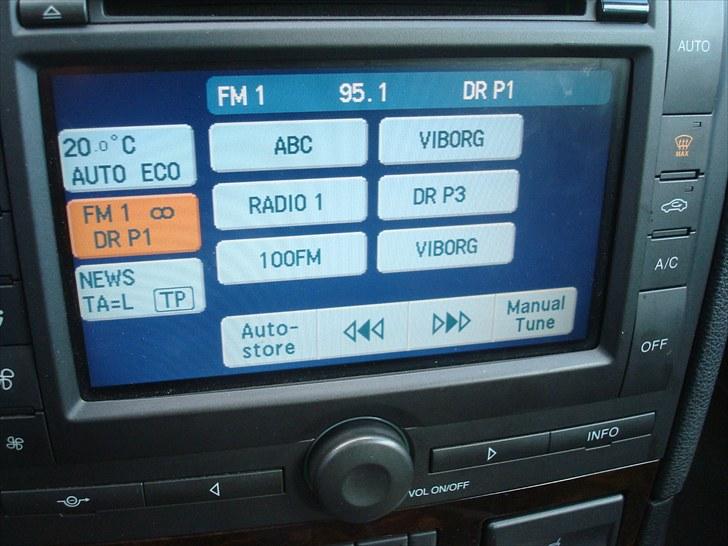 FM 1 95.1 DR P1
20.0°C
AUTO ECO
FM 1
DR P1
NEWS
TA=L TP
ABC
VIBORG
RADIO 1
DR P3
100FM
VIBORG
Auto-
store
Manual
Tune
AUTO
MAX
A/C
OFF
INFO
VOL ON/OFF